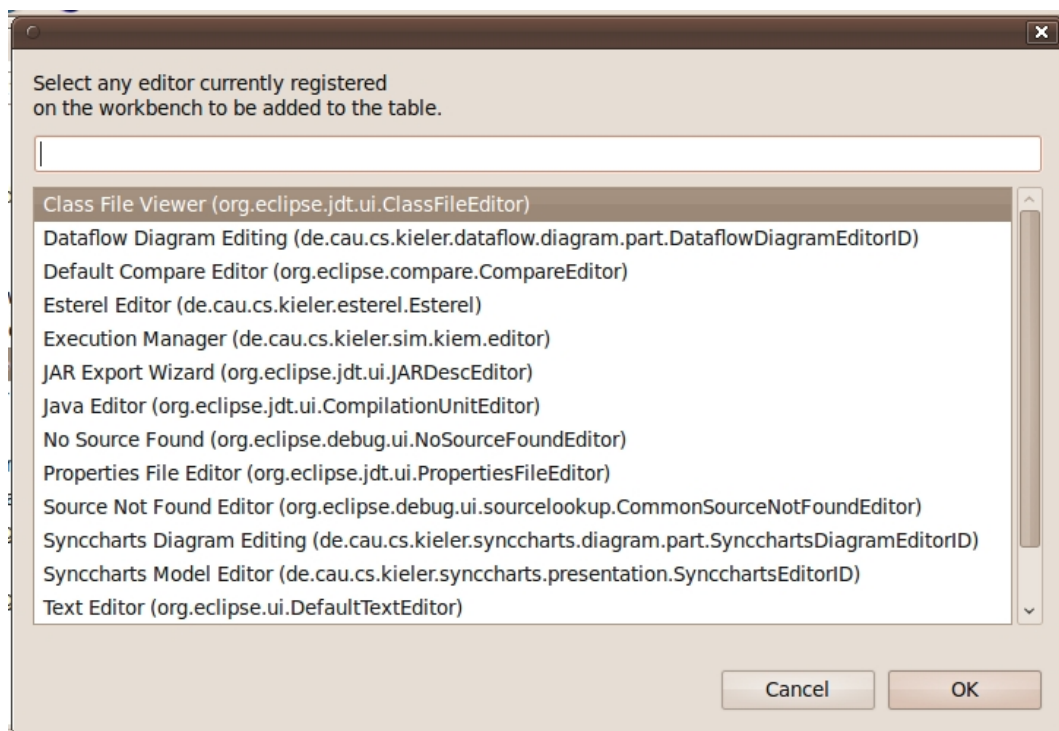 Select any editor currently registered
on the workbench to be added to the table.
Class File Viewer (org.eclipse.jdt.ui.ClassFileEditor)
Dataflow Diagram Editing (de.cau.cs.kieler.dataflow.diagram.part.DataflowDiagramEditorID)
Default Compare Editor (org.eclipse.compare.CompareEditor)
Esterel Editor (de.cau.cs.kieler.esterel.Esterel)
Execution Manager (de.cau.cs.kieler.sim.kiem.editor)
JAR Export Wizard (org.eclipse.jdt.ui.JARDescEditor)
Java Editor (org.eclipse.jdt.ui.CompilationUnitEditor)
No Source Found (org.eclipse.debug.ui.NoSourceFoundEditor)
Properties File Editor (org.eclipse.jdt.ui.PropertiesFileEditor)
Source Not Found Editor (org.eclipse.debug.ui.sourcelookup.CommonSourceNotFoundEditor)
Synccharts Diagram Editing (de.cau.cs.kieler.synccharts.diagram.part.SyncchartsDiagramEditorID)
Synccharts Model Editor (de.cau.cs.kieler.synccharts.presentation.SyncchartsEditorID)
Text Editor (org.eclipse.ui.DefaultTextEditor)
Cancel OK